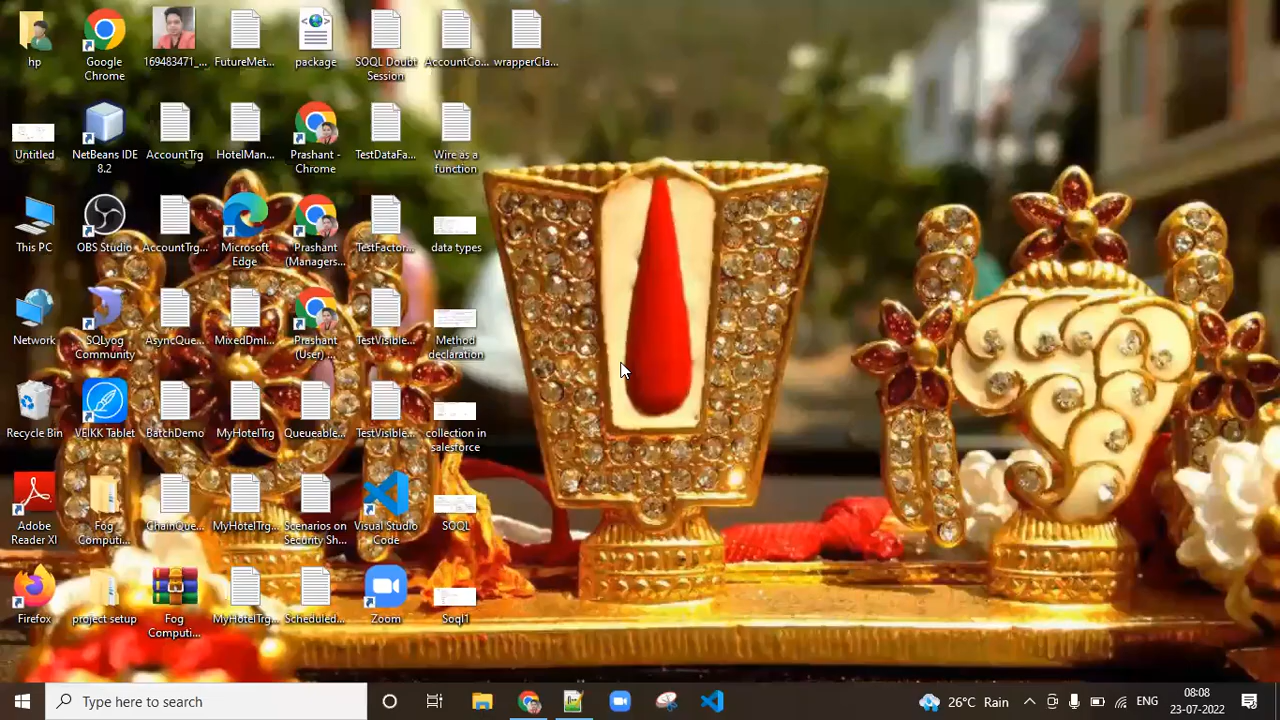 hp
Google
Chrome
169483471_...
FutureMet...
package
SOQL Doubt
Session
AccountCo...
wrapperCla...
Untitled
NetBeans IDE
8.2
AccountTrg
HotelMan...
Prashant -
Chrome
TestDataFa...
Wire as a
function
This PC
OBS Studio
AccountTrg...
Microsoft
Edge
Prashant
(Managers...
TestFactor...
data types
Network
SQLyog
Community
AsyncQue...
MixedDml...
Prashant
(User) ...
TestVisible...
Method
declaration
Recycle Bin
VEIKK Tablet
BatchDemo
MyHotelTrg
Queueable...
TestVisible...
collection in
salesforce
Adobe
Reader XI
Fog
Computi...
ChainQue...
MyHotelTrg...
Scenarios on
Security Sh...
Visual Studio
Code
SOQL
Firefox
project setup
Fog
Computi...
MyHotelTrg...
Scheduled...
Zoom
Soql1
Type here to search
26°C Rain
ENG
08:08
23-07-2022